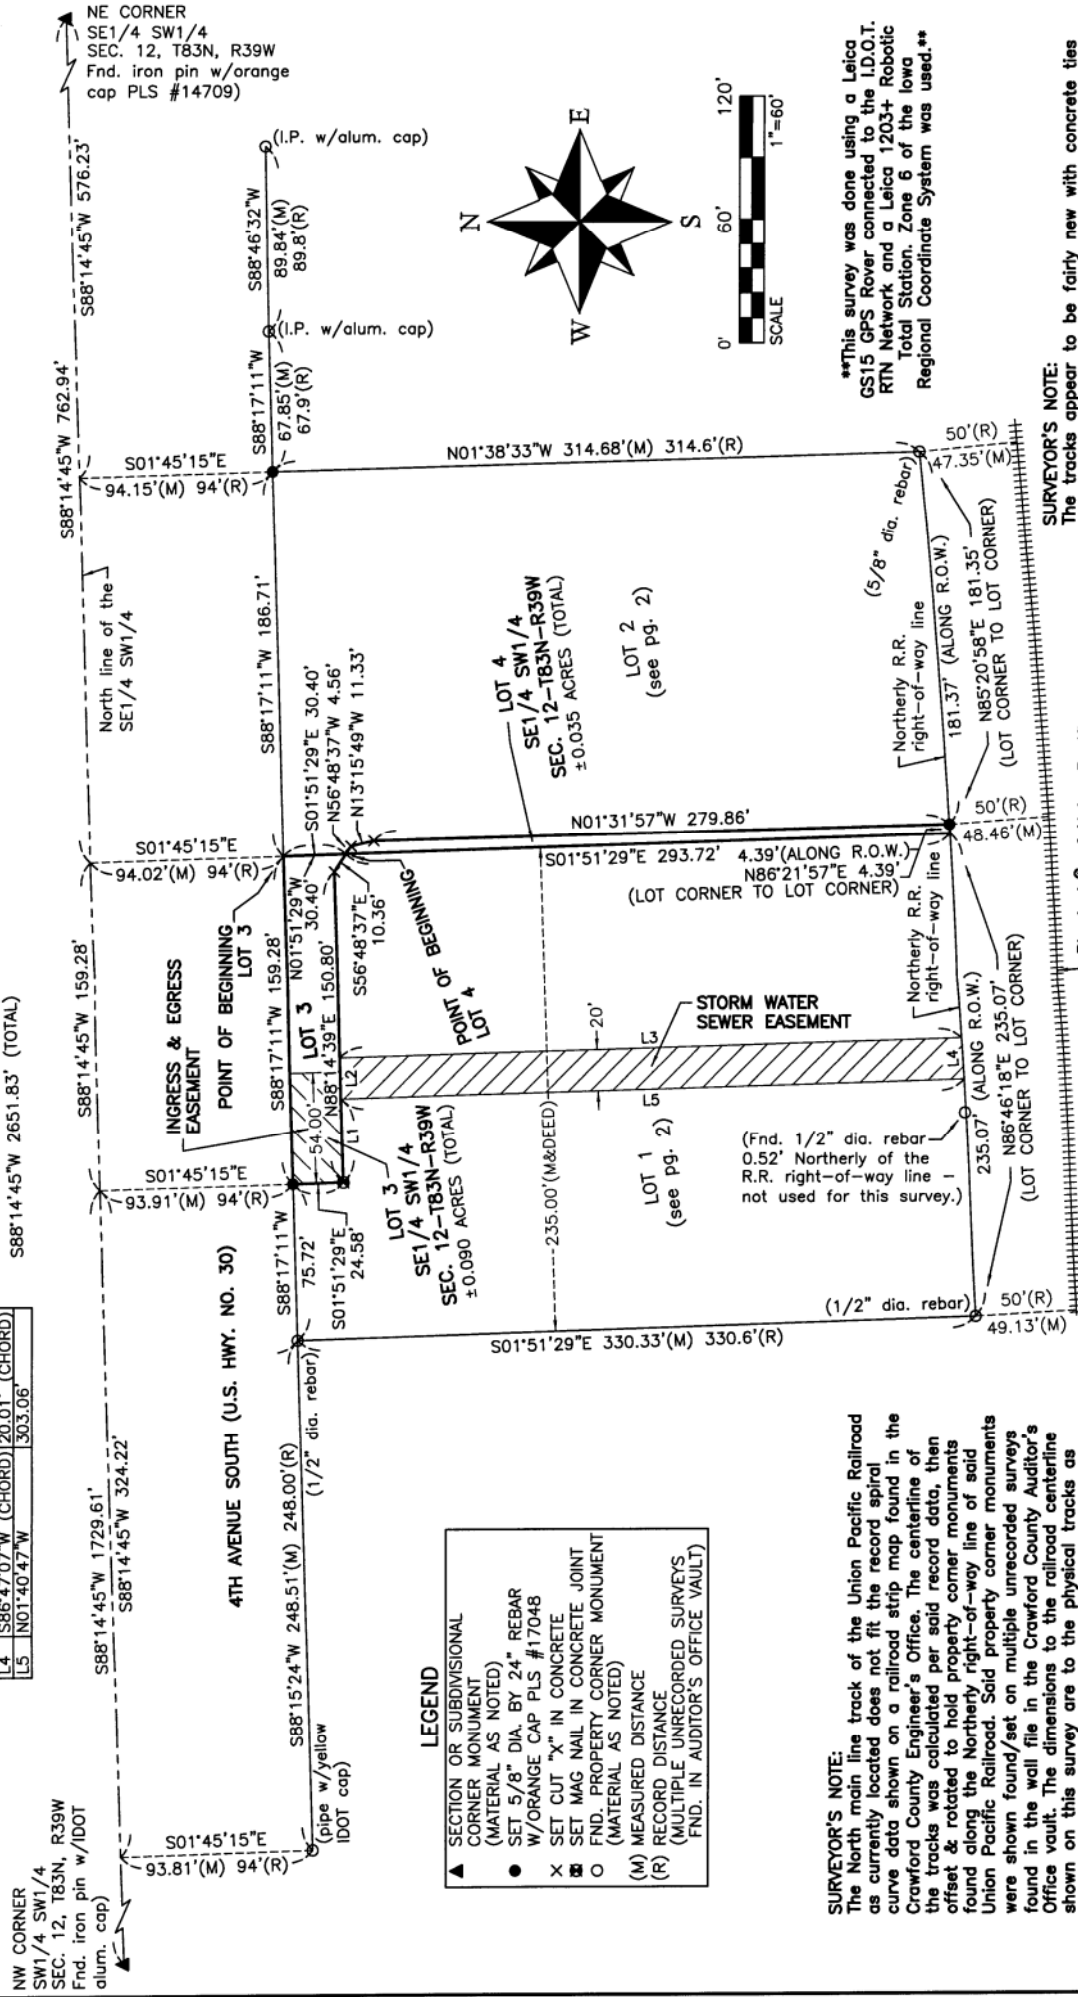 S88°14'45"W 2651.83' (TOTAL)
L4 S86°47'07"W (CHORD) 20.01' (CHORD)
L5 N01°40'47"W 303.06'
NW CORNER
SW1/4 SW1/4
SEC. 12, T83N, R39W
Fnd. iron pin w/IDOT
alum. cap)
NE CORNER
SE1/4 SW1/4
SEC. 12, T83N, R39W
Fnd. iron pin w/orange
cap PLS #14709)
S88°14'45"W 1729.61'
S88°14'45"W 324.22'
S88°14'45"W 159.28'
S88°14'45"W 159.28'
S88°14'45"W 762.94'
S88°14'45"W 576.23'
North line of the
SE1/4 SW1/4
S01°45'15"E
93.81'(M) 94'(R)
S01°45'15"E
93.91'(M) 94'(R)
S01°45'15"E
94.02'(M) 94'(R)
S01°45'15"E
94.15'(M) 94'(R)
4TH AVENUE SOUTH (U.S. HWY. NO. 30)
INGRESS & EGRESS
EASEMENT
POINT OF BEGINNING
LOT 3
(pipe w/yellow
IDOT cap)
S88°15'24"W 248.51'(M) 248.00'(R)
(1/2" dia. rebar)
S88°17'11"W
75.72'
S88°17'11"W 159.28'
S88°17'11"W 186.71'
S88°17'11"W
67.85'(M)
67.9'(R)
S88°46'32"W
89.84'(M)
89.8'(R)
(I.P. w/alum. cap)
(I.P. w/alum. cap)
54.00'
LOT 3
N01°51'29"W
30.40'
S01°51'29"E 30.40'
N56°48'37"W 4.56'
N13°15'49"W 11.33'
S01°51'29"E
24.58'
L1
L2
N88°14'39"E 150.80'
S56°48'37"E
10.36'
POINT OF BEGINNING
LOT 4
LOT 3
SE1/4 SW1/4
SEC. 12-T83N-R39W
±0.090 ACRES (TOTAL)
LOT 4
SE1/4 SW1/4
SEC. 12-T83N-R39W
±0.035 ACRES (TOTAL)
LOT 2
(see pg. 2)
LOT 1
(see pg. 2)
235.00'(M&DEED)
20'
L5
L3
L4
STORM WATER
SEWER EASEMENT
S01°51'29"E 330.33'(M) 330.6'(R)
S01°51'29"E 293.72'
N01°31'57"W 279.86'
N01°38'33"W 314.68'(M) 314.6'(R)
4.39'(ALONG R.O.W.)
N86°21'57"E 4.39'
(LOT CORNER TO LOT CORNER)
(Fnd. 1/2" dia. rebar
0.52' Northerly of the
R.R. right-of-way line -
not used for this survey.)
(1/2" dia. rebar)
(5/8" dia. rebar)
Northerly R.R.
right-of-way line
Northerly R.R.
right-of-way line
235.07' (ALONG R.O.W.)
N86°46'18"E 235.07'
(LOT CORNER TO LOT CORNER)
181.37' (ALONG R.O.W.)
N85°20'58"E 181.35'
(LOT CORNER TO LOT CORNER)
50'(R)
49.13'(M)
50'(R)
48.46'(M)
50'(R)
47.35'(M)
N
W
E
S
0' 60' 120'
SCALE 1"=60'
**This survey was done using a Leica
GS15 GPS Rover connected to the I.D.O.T.
RTN Network and a Leica 1203+ Robotic
Total Station. Zone 6 of the Iowa
Regional Coordinate System was used.**
LEGEND
▲ SECTION OR SUBDIVISIONAL
CORNER MONUMENT
(MATERIAL AS NOTED)
● SET 5/8" DIA. BY 24" REBAR
W/ORANGE CAP PLS #17048
X SET CUT "X" IN CONCRETE
SET MAG NAIL IN CONCRETE JOINT
○ FND. PROPERTY CORNER MONUMENT
(MATERIAL AS NOTED)
(M) MEASURED DISTANCE
(R) RECORD DISTANCE
(MULTIPLE UNRECORDED SURVEYS
FND. IN AUDITOR'S OFFICE VAULT)
SURVEYOR'S NOTE:
The North main line track of the Union Pacific Railroad
as currently located does not fit the record spiral
curve data shown on a railroad strip map found in the
Crawford County Engineer's Office. The centerline of
the tracks was calculated per said record data, then
offset & rotated to hold property corner monuments
found along the Northerly right-of-way line of said
Union Pacific Railroad. Said property corner monuments
were shown found/set on multiple unrecorded surveys
found in the wall file in the Crawford County Auditor's
Office vault. The dimensions to the railroad centerline
shown on this survey are to the physical tracks as
SURVEYOR'S NOTE:
The tracks appear to be fairly new with concrete ties